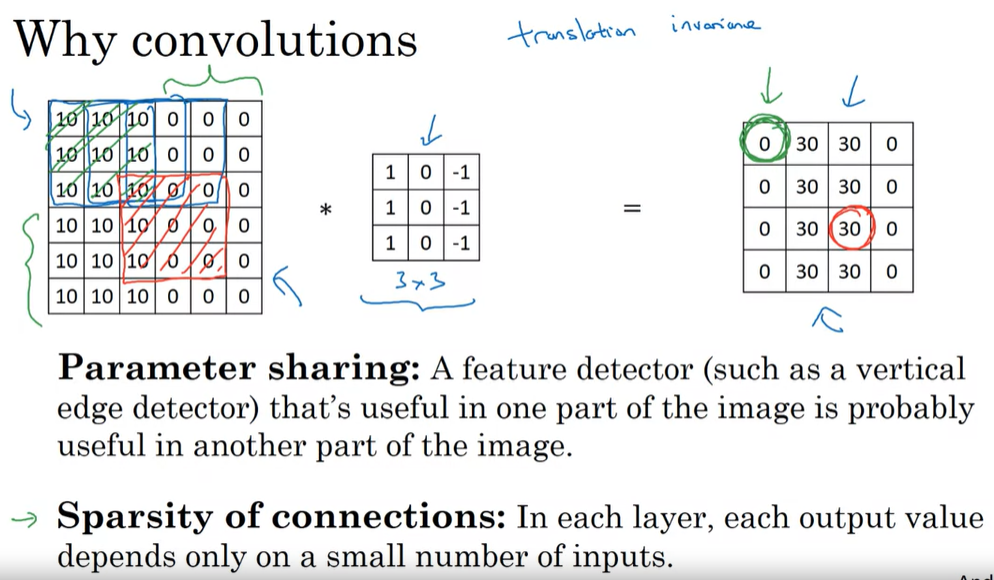 Why convolutions
translation invariance
10 10 10 0 0 0
10 10 10 0 0 0
10 10 10 0 0 0
10 10 10 0 0 0
10 10 10 0 0 0
10 10 10 0 0 0
*
1 0 -1
1 0 -1
1 0 -1
3x3
=
0 30 30 0
0 30 30 0
0 30 30 0
0 30 30 0
Parameter sharing: A feature detector (such as a vertical
edge detector) that’s useful in one part of the image is probably
useful in another part of the image.
→ Sparsity of connections: In each layer, each output value
depends only on a small number of inputs.